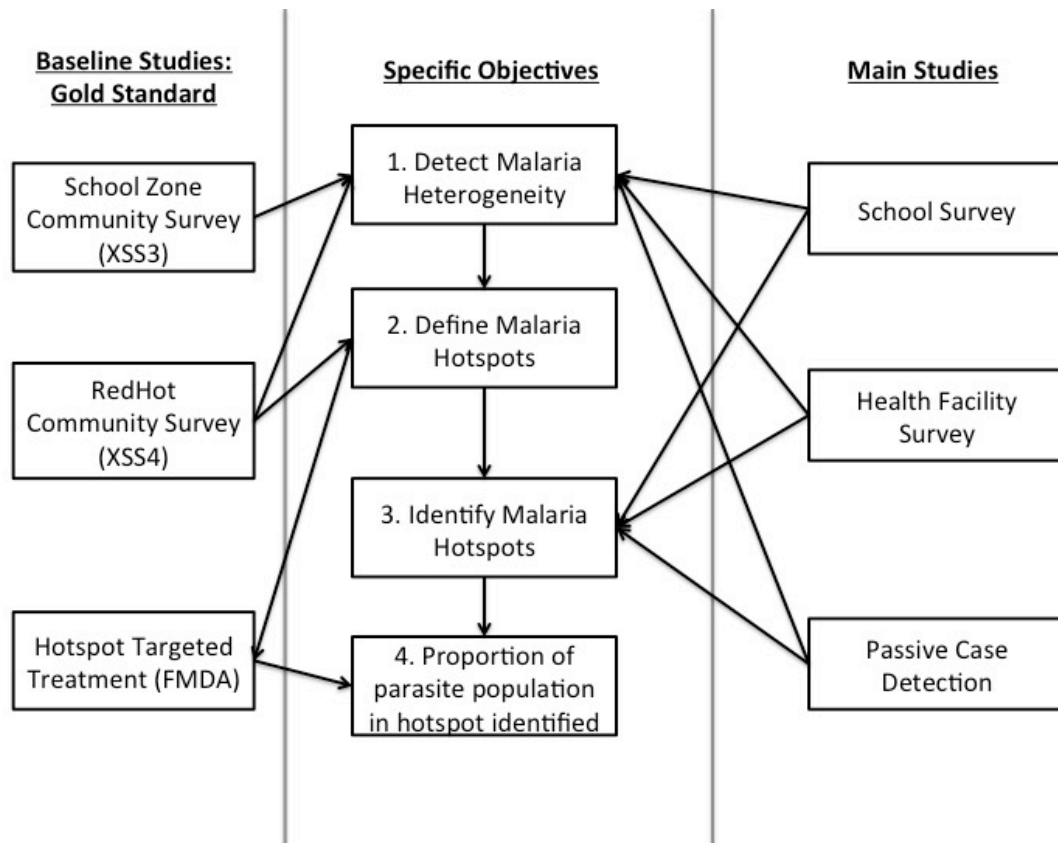 Baseline Studies:
Gold Standard
School Zone
Community Survey
(XSS3)
RedHot
Community Survey
(XSS4)
Hotspot Targeted
Treatment (FMDA)
Specific Objectives
1. Detect Malaria
Heterogeneity
2. Define Malaria
Hotspots
3. Identify Malaria
Hotspots
4. Proportion of
parasite population
in hotspot identified
Main Studies
School Survey
Health Facility
Survey
Passive Case
Detection